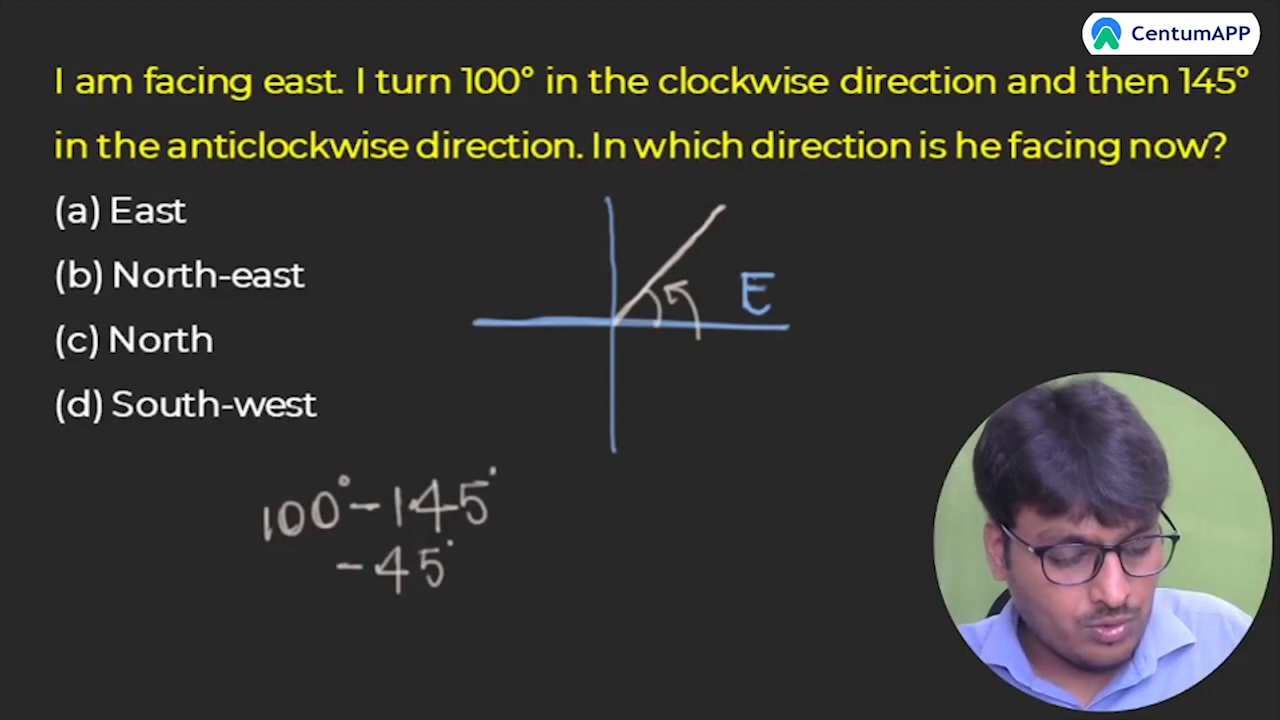 CentumAPP
I am facing east. I turn 100° in the clockwise direction and then 145°
in the anticlockwise direction. In which direction is he facing now?
(a) East
(b) North-east
(c) North
(d) South-west
E
100° - 145°
- 45°